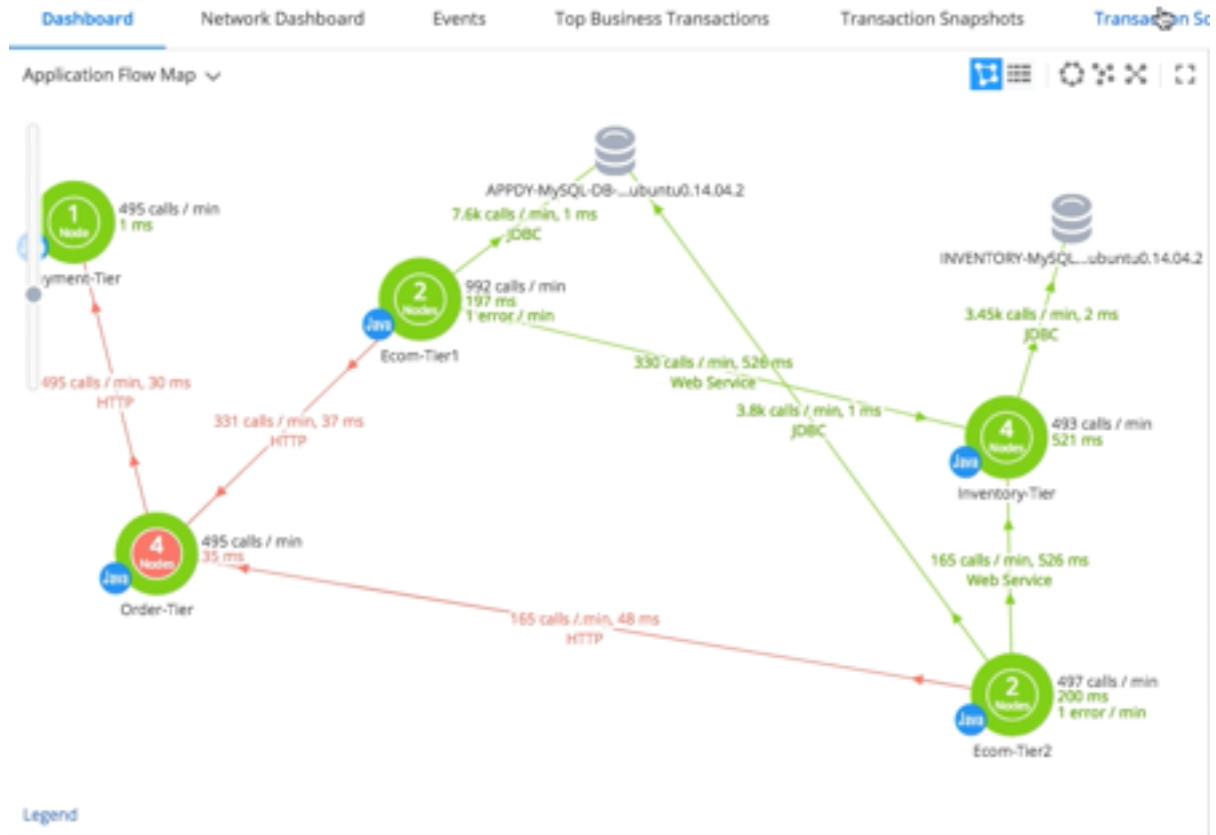 Dashboard
Network Dashboard
Events
Top Business Transactions
Transaction Snapshots
Application Flow Map
APPDY-MySQL-DB-...ubuntu0.14.04.2
1
Node
495 calls / min
1 ms
yment-Tier
7.6k calls / min, 1 ms
JDBC
INVENTORY-MySQL...ubuntu0.14.04.2
2
Nodes
992 calls / min
197 ms
1 error / min
Java
Ecom-Tier1
3.45k calls / min, 2 ms
JDBC
330 calls / min, 526 ms
Web Service
495 calls / min, 30 ms
HTTP
331 calls / min, 37 ms
HTTP
3.8k calls / min, 1 ms
JDBC
4
Nodes
493 calls / min
521 ms
Java
Inventory-Tier
4
Nodes
495 calls / min
35 ms
Java
Order-Tier
165 calls / min, 526 ms
Web Service
165 calls / min, 48 ms
HTTP
2
Nodes
497 calls / min
200 ms
1 error / min
Java
Ecom-Tier2
Legend